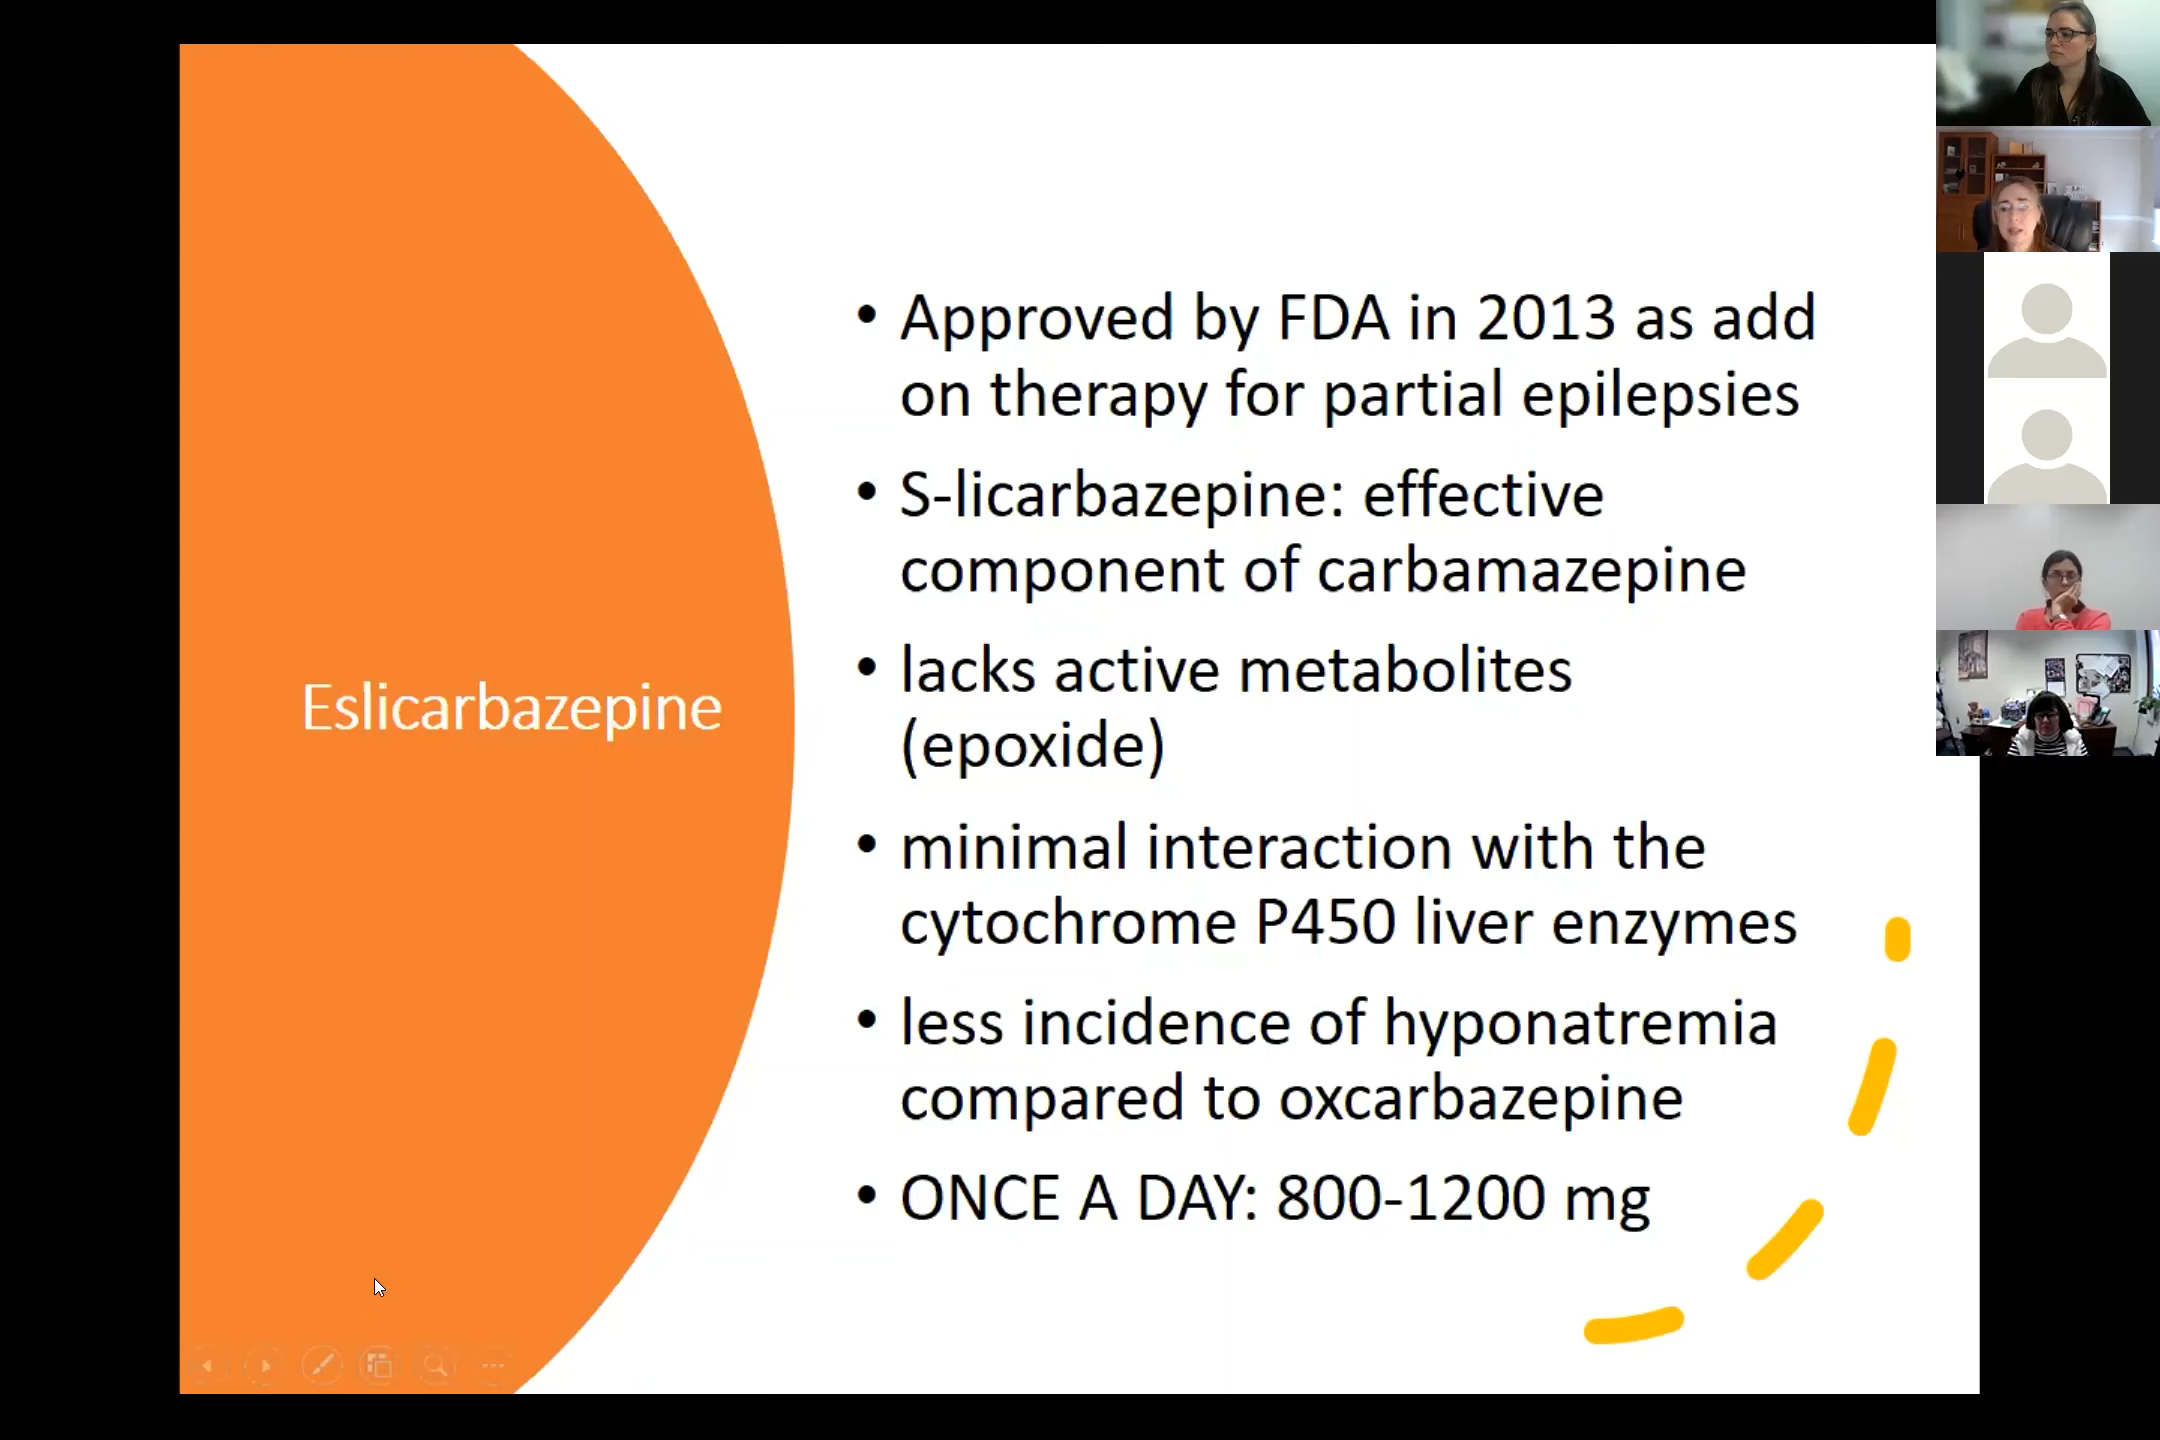 Eslicarbazepine
• Approved by FDA in 2013 as add
on therapy for partial epilepsies
• S-licarbazepine: effective
component of carbamazepine
• lacks active metabolites
(epoxide)
• minimal interaction with the
cytochrome P450 liver enzymes
• less incidence of hyponatremia
compared to oxcarbazepine
• ONCE A DAY: 800-1200 mg